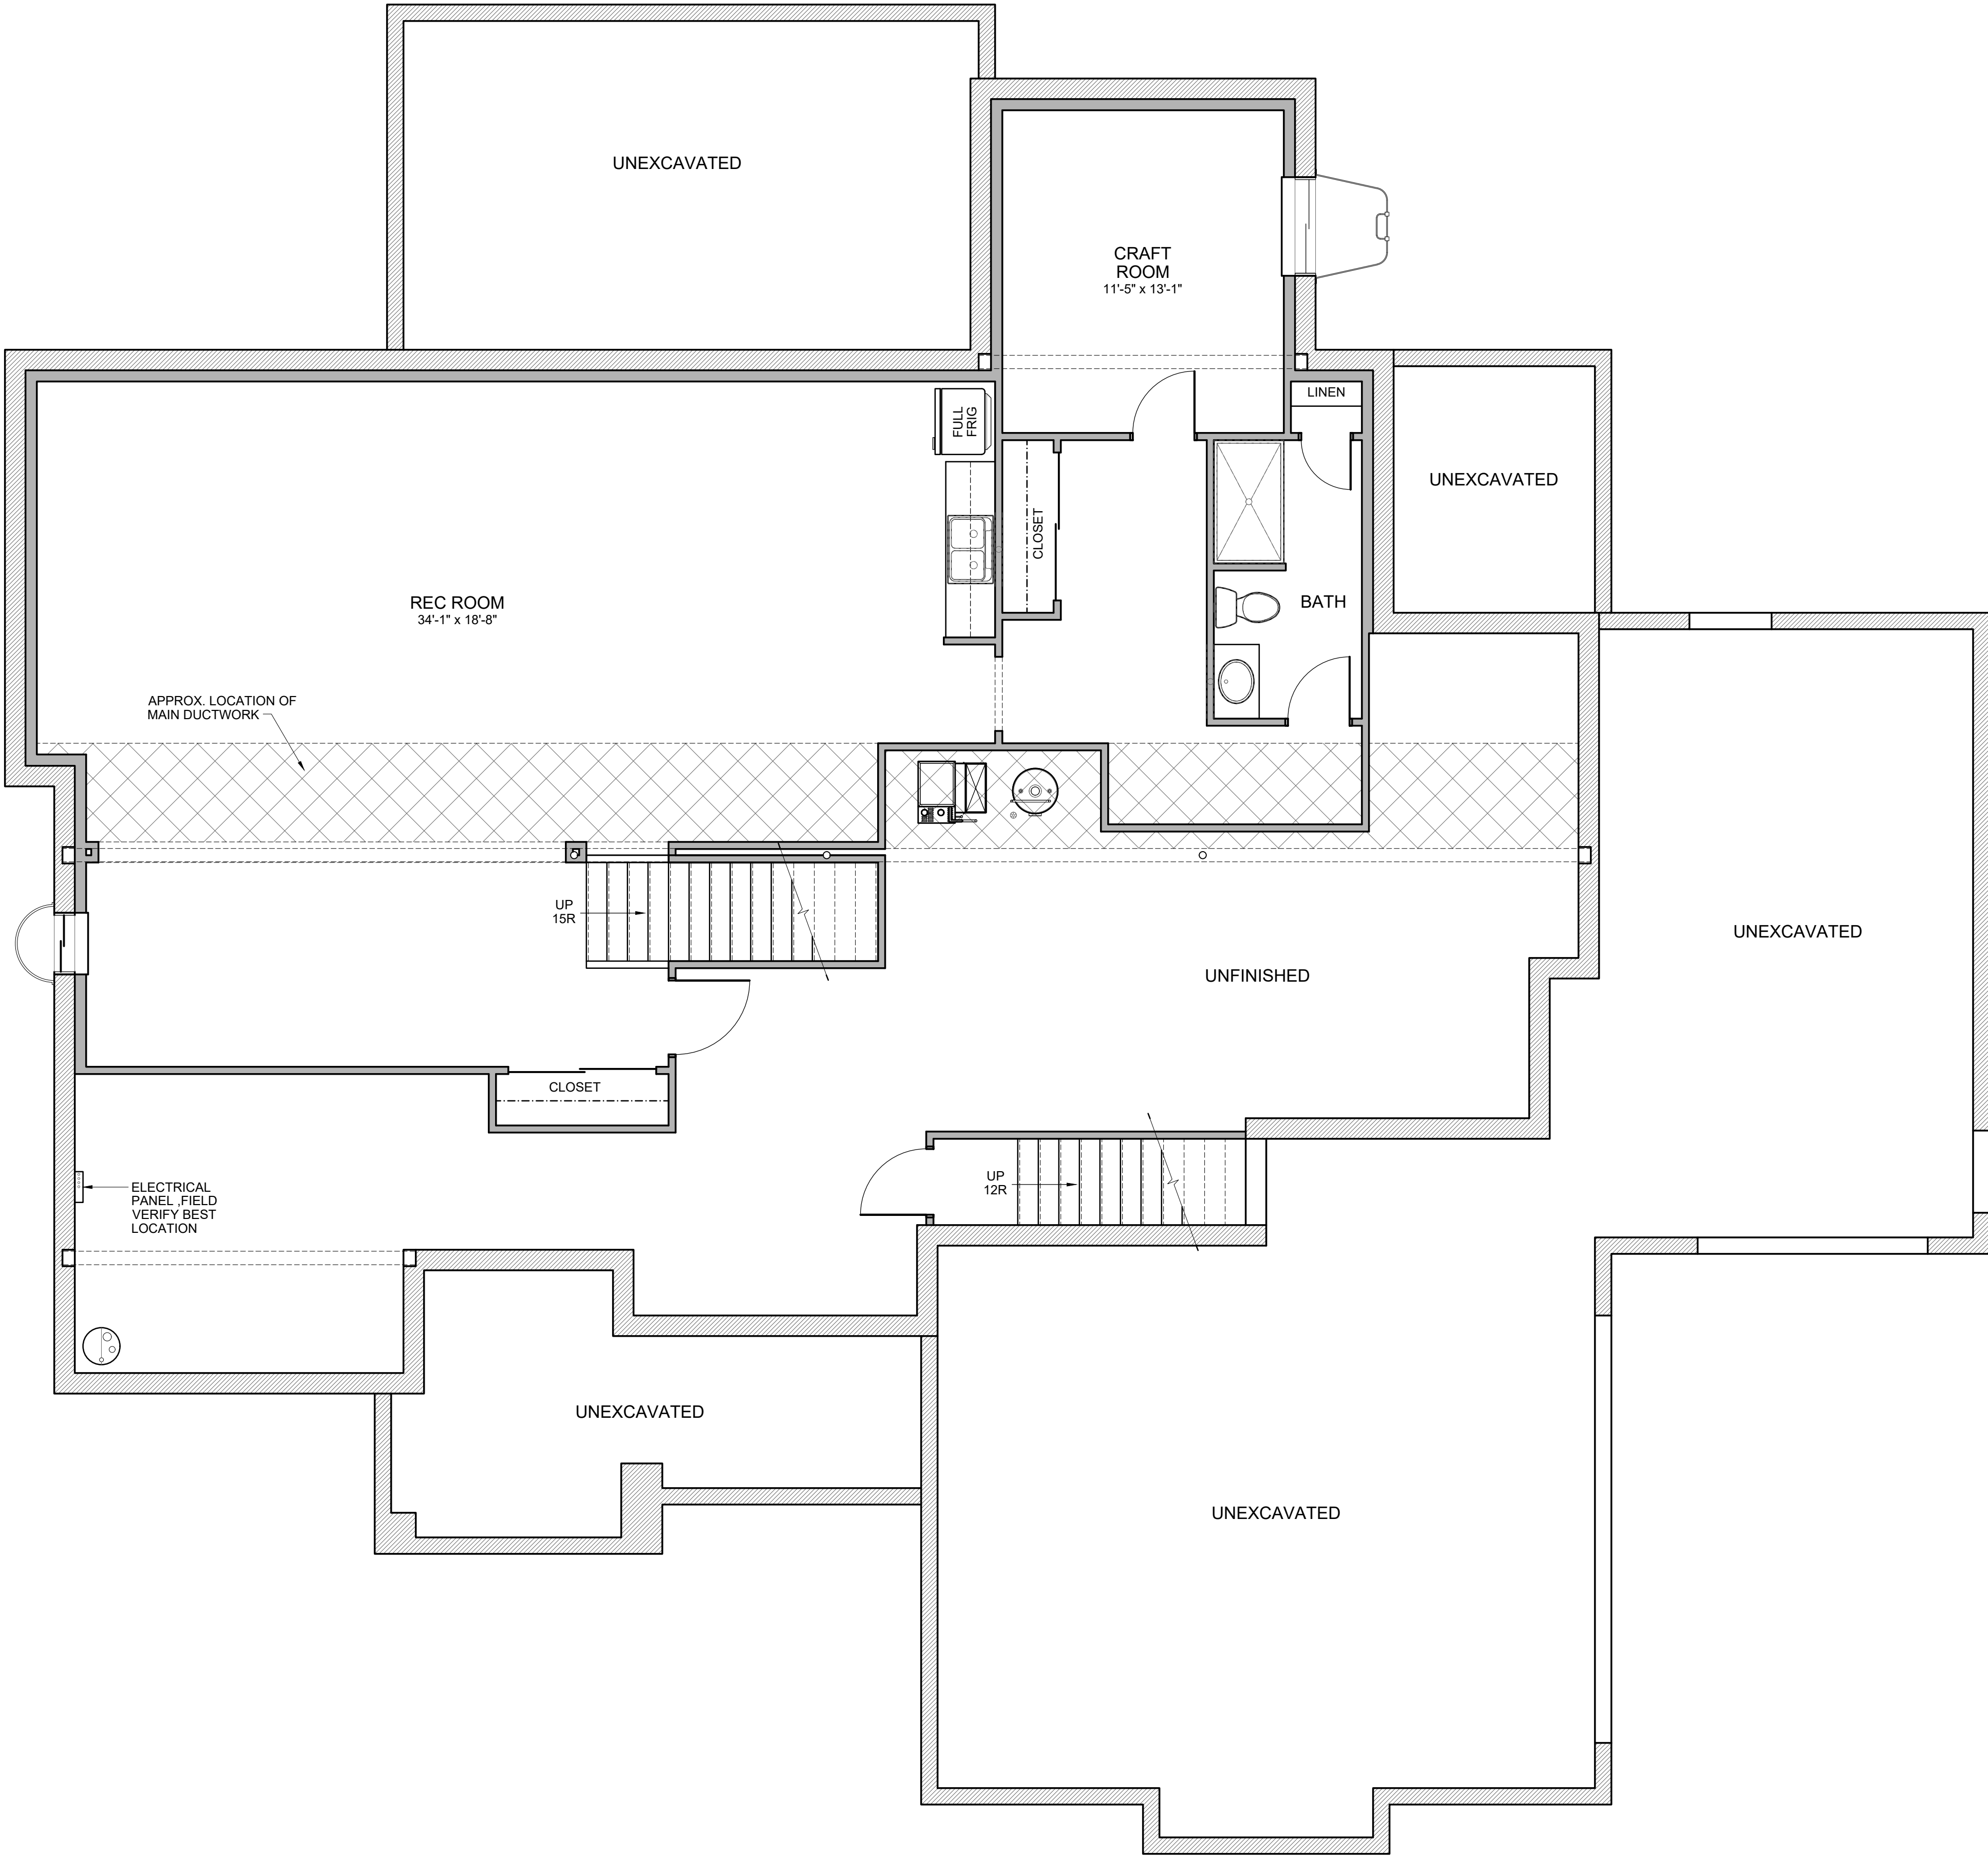 UNEXCAVATED
CRAFT
ROOM
11'-5" x 13'-1"
FULL
FRIG
LINEN
UNEXCAVATED
CLOSET
REC ROOM
34'-1" x 18'-8"
BATH
APPROX. LOCATION OF
MAIN DUCTWORK
UP
15R
UNEXCAVATED
UNFINISHED
CLOSET
UP
12R
ELECTRICAL
PANEL ,FIELD
VERIFY BEST
LOCATION
UNEXCAVATED
UNEXCAVATED